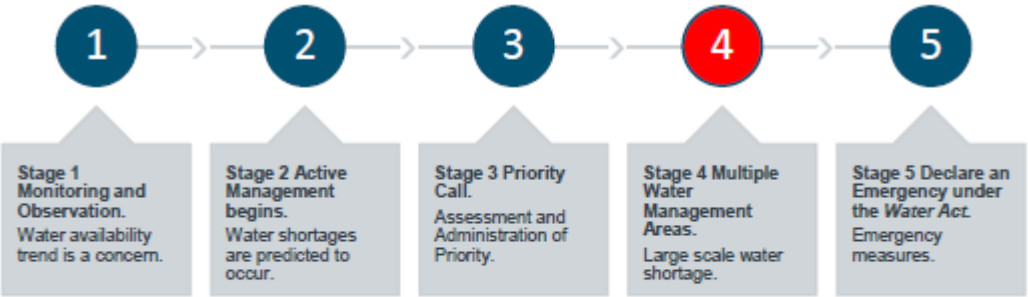 1
2
3
4
5
Stage 1
Monitoring and
Observation.
Water availability
trend is a concern.
Stage 2 Active
Management
begins.
Water shortages
are predicted to
occur.
Stage 3 Priority
Call.
Assessment and
Administration of
Priority.
Stage 4 Multiple
Water
Management
Areas.
Large scale water
shortage.
Stage 5 Declare an
Emergency under
the Water Act.
Emergency
measures.